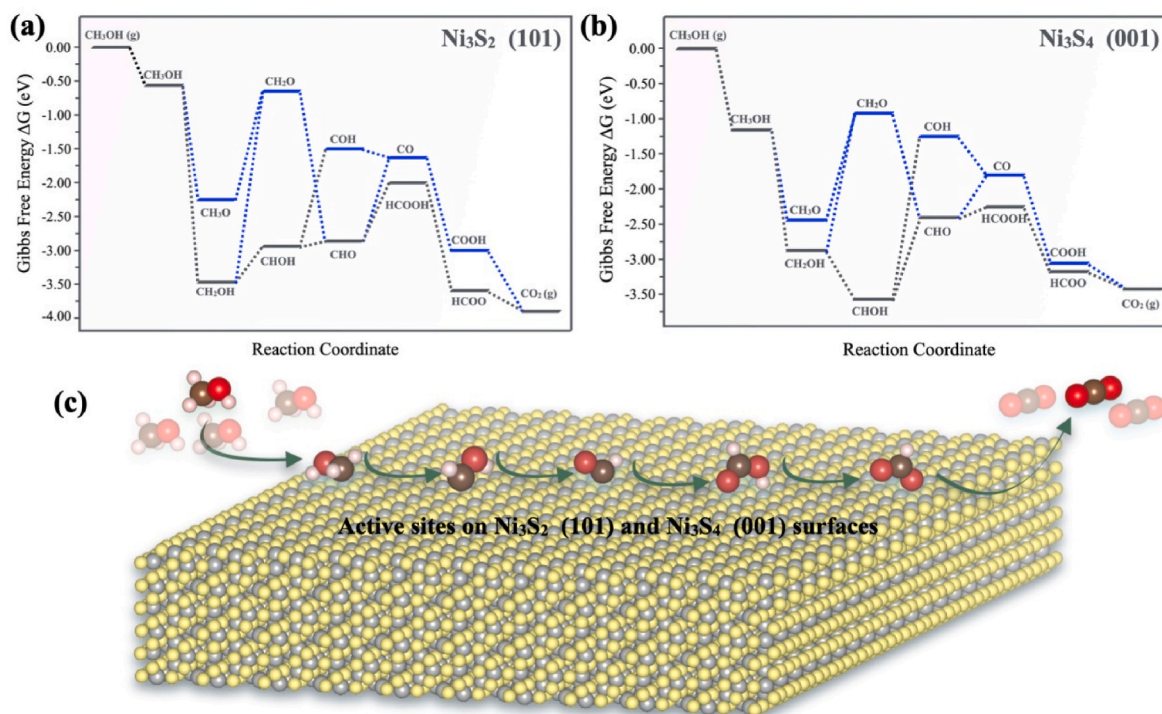 (a)
Ni₃S₂ (101)
Gibbs Free Energy ΔG (eV)
0.00
-0.50
-1.50
-2.00
-2.50
-3.00
-3.50
-4.00
CH₃OH (g)
CH₃OH
CH₃O
CH₂OH
CH₂O
CHOH
COH
CHO
CO
HCOOH
COOH
HCOO
CO₂ (g)
Reaction Coordinate
(b)
Ni₃S₄ (001)
Gibbs Free Energy ΔG (eV)
0.00
-0.50
-1.00
-1.50
-2.00
-2.50
-3.00
-3.50
CH₃OH (g)
CH₃OH
CH₃O
CH₂OH
CH₂O
CHOH
COH
CHO
CO
HCOOH
COOH
HCOO
CO₂ (g)
Reaction Coordinate
(c)
Active sites on Ni₃S₂ (101) and Ni₃S₄ (001) surfaces